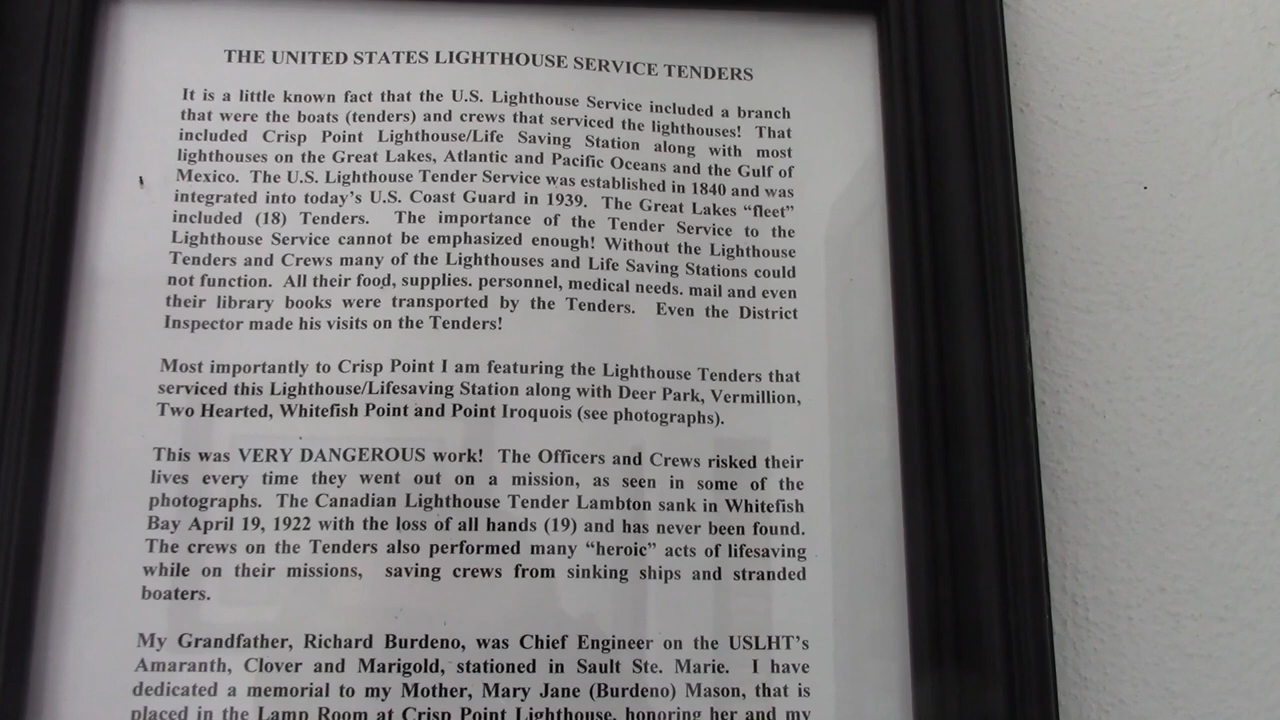 THE UNITED STATES LIGHTHOUSE SERVICE TENDERS
It is a little known fact that the U.S. Lighthouse Service included a branch
that were the boats (tenders) and crews that serviced the lighthouses! That
included Crisp Point Lighthouse/Life Saving Station along with most
lighthouses on the Great Lakes, Atlantic and Pacific Oceans and the Gulf of
Mexico. The U.S. Lighthouse Tender Service was established in 1840 and was
integrated into today's U.S. Coast Guard in 1939. The Great Lakes “fleet”
included (18) Tenders. The importance of the Tender Service to the
Lighthouse Service cannot be emphasized enough! Without the Lighthouse
Tenders and Crews many of the Lighthouses and Life Saving Stations could
not function. All their food, supplies. personnel, medical needs. mail and even
their library books were transported by the Tenders. Even the District
Inspector made his visits on the Tenders!
Most importantly to Crisp Point I am featuring the Lighthouse Tenders that
serviced this Lighthouse/Lifesaving Station along with Deer Park, Vermillion,
Two Hearted, Whitefish Point and Point Iroquois (see photographs).
This was VERY DANGEROUS work! The Officers and Crews risked their
lives every time they went out on a mission, as seen in some of the
photographs. The Canadian Lighthouse Tender Lambton sank in Whitefish
Bay April 19, 1922 with the loss of all hands (19) and has never been found.
The crews on the Tenders also performed many “heroic” acts of lifesaving
while on their missions, saving crews from sinking ships and stranded
boaters.
My Grandfather, Richard Burdeno, was Chief Engineer on the USLHT's
Amaranth, Clover and Marigold, stationed in Sault Ste. Marie. I have
dedicated a memorial to my Mother, Mary Jane (Burdeno) Mason, that is
placed in the Lamp Room at Crisp Point Lighthouse, honoring her and my